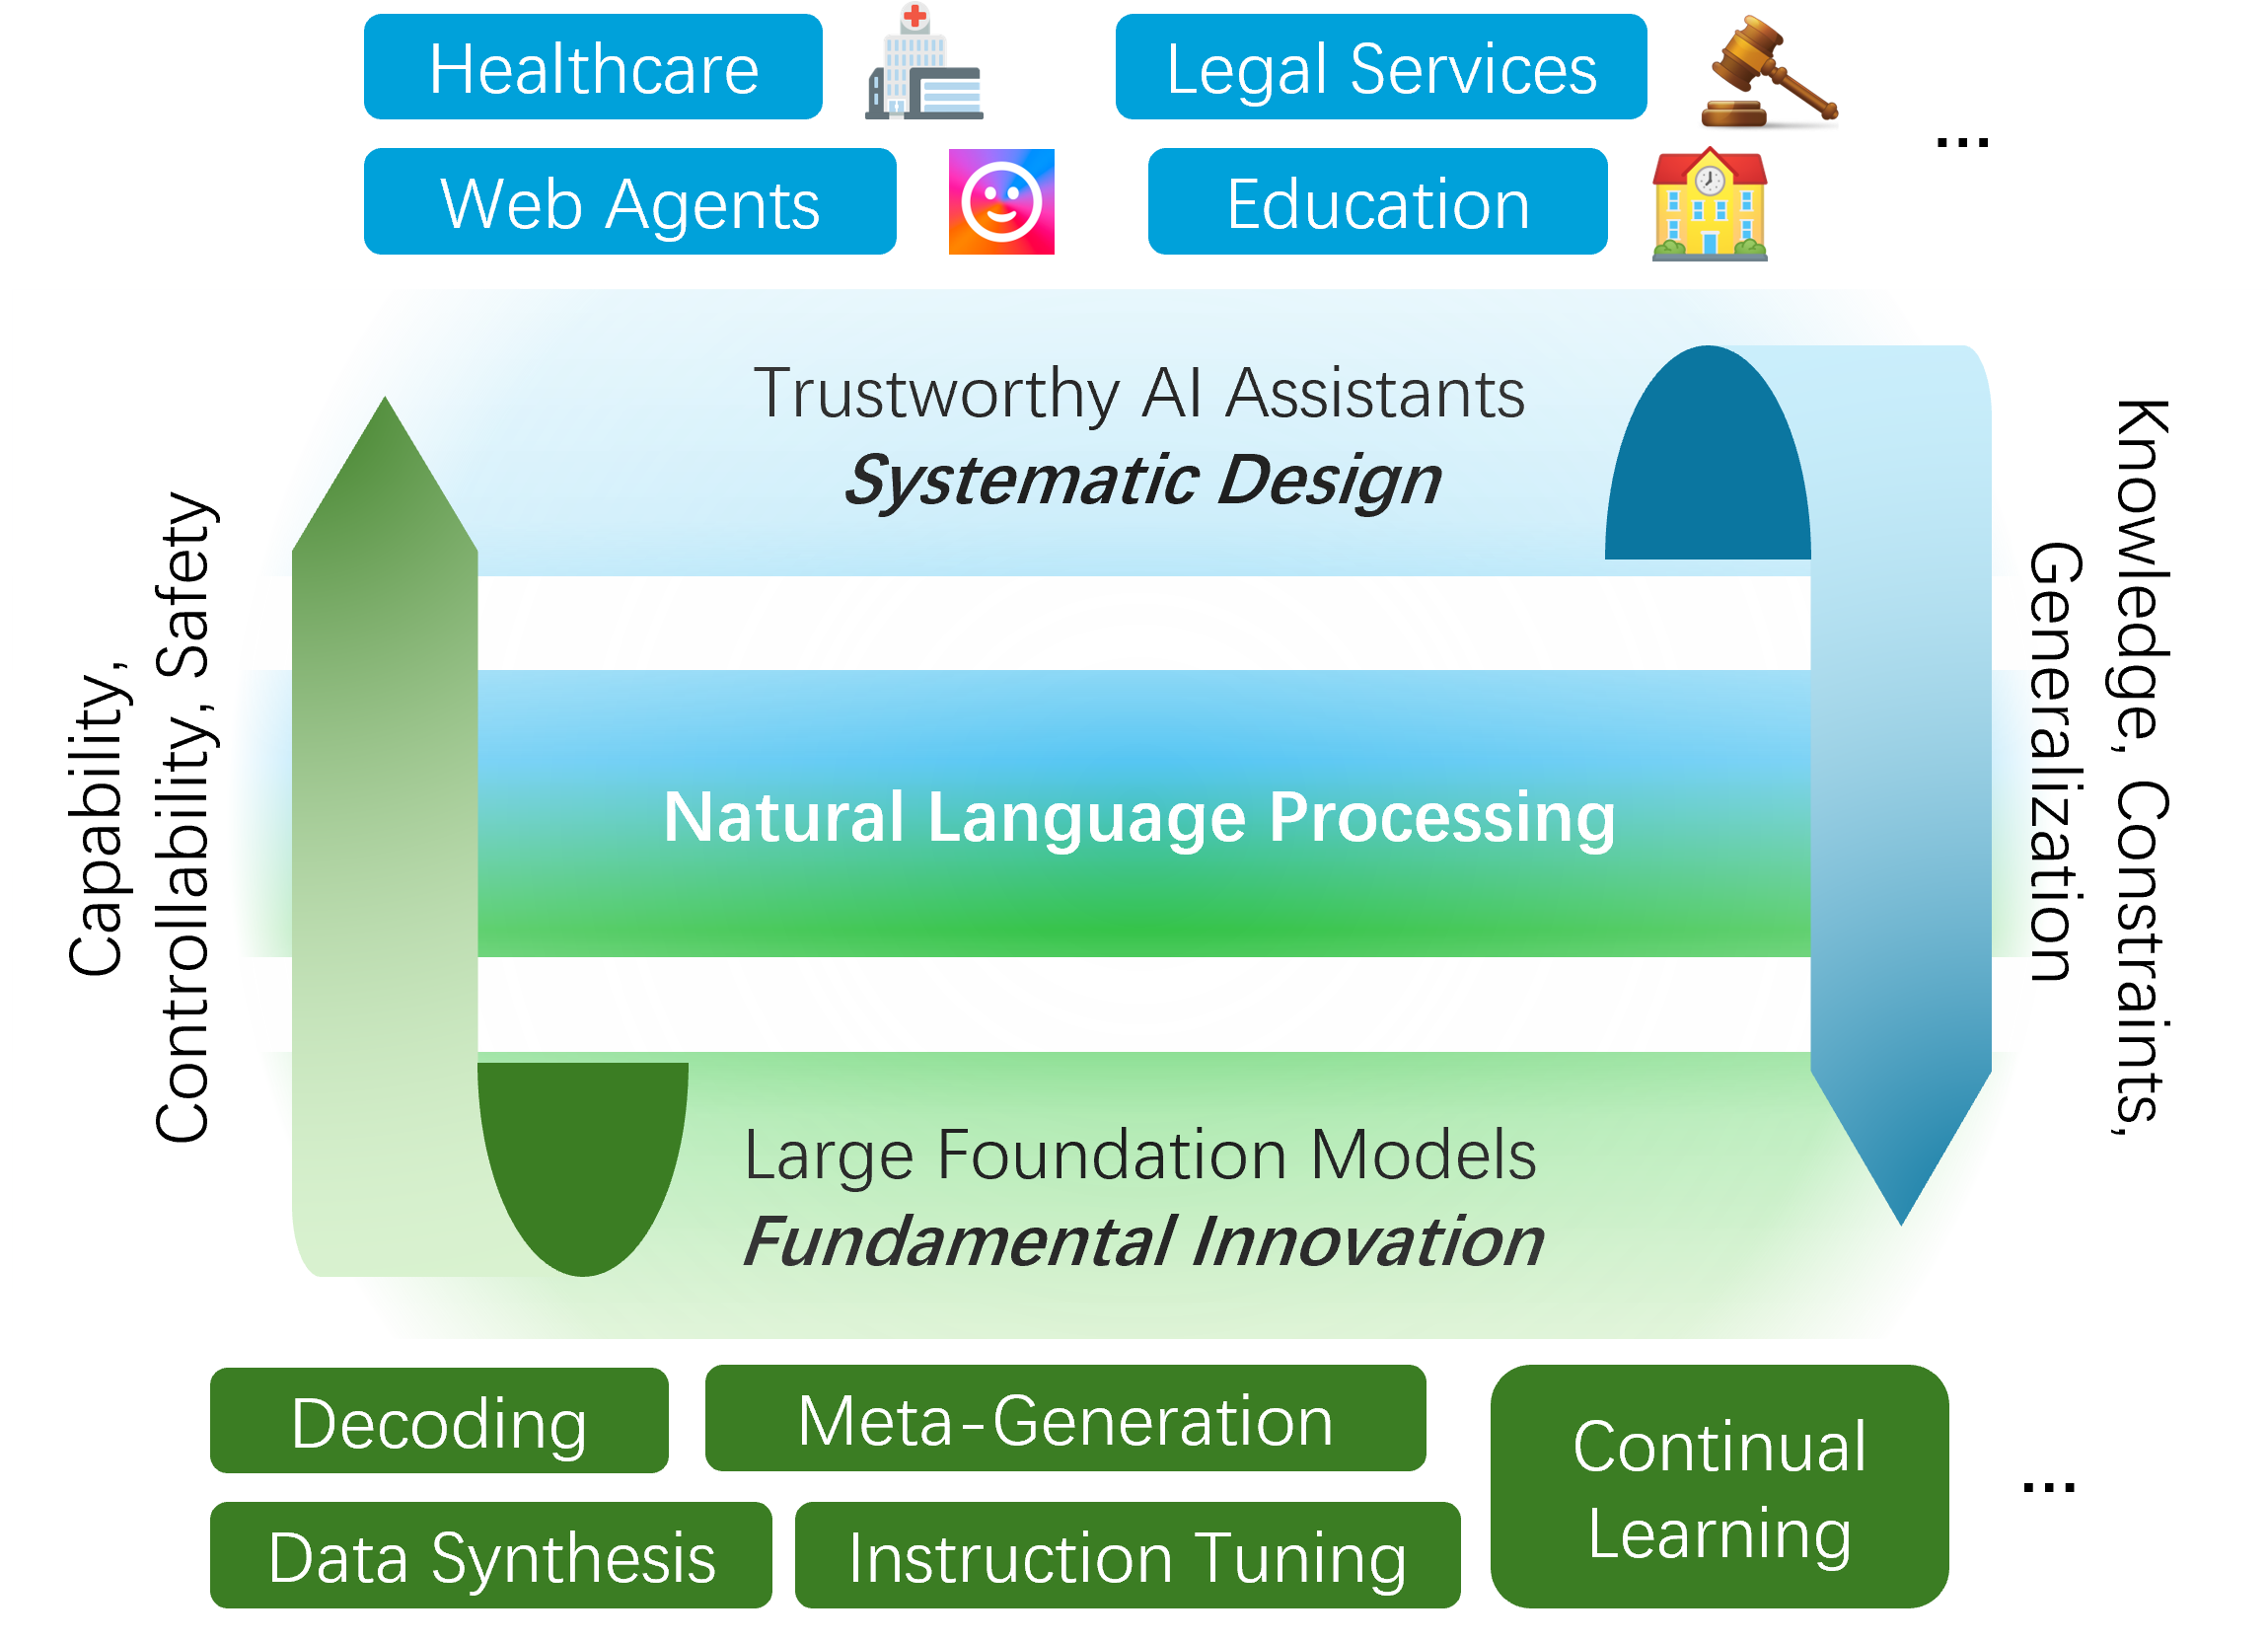 Healthcare
Legal Services
...
Web Agents
Education
Trustworthy AI Assistants
Systematic Design
Capability,
Controllability, Safety
Knowledge, Constraints,
Generalization
Natural Language Processing
Large Foundation Models
Fundamental Innovation
Decoding
Meta-Generation
Continual
Learning
...
Data Synthesis
Instruction Tuning